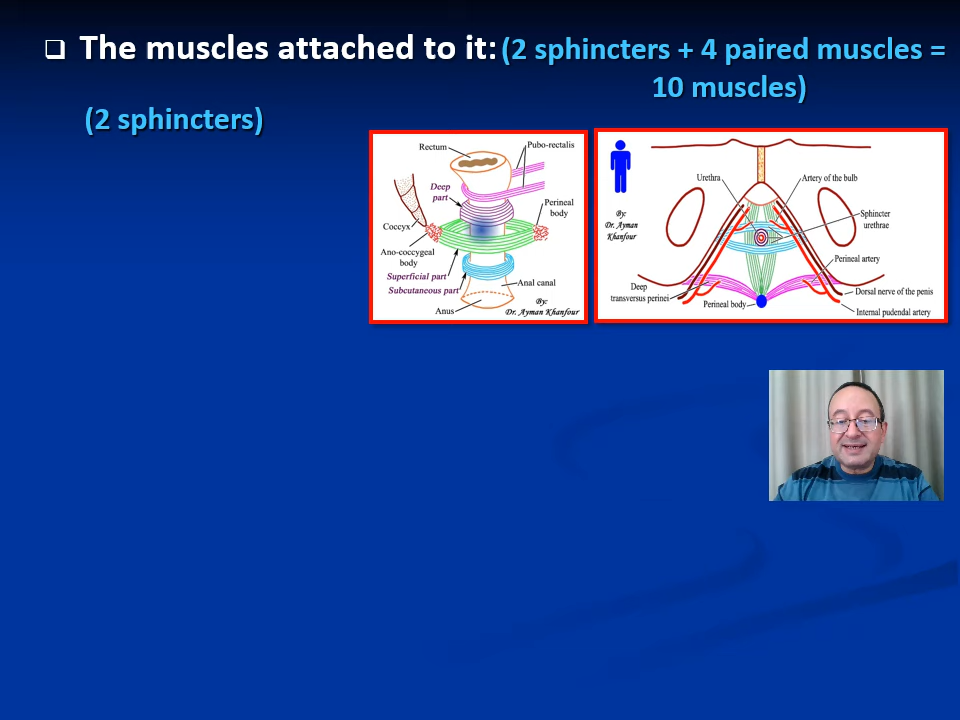 ❑ The muscles attached to it: (2 sphincters + 4 paired muscles =
10 muscles)
(2 sphincters)
Rectum
Pubo-rectalis
Deep
part
Perineal
body
Coccyx
Ano-coccygeal
body
Superficial part
Subcutaneous part
Anal canal
Anus
By:
Dr. Ayman Khanfour
Urethra
Artery of the bulb
By:
Dr. Ayman
Khanfour
Sphincter
urethrae
Perineal artery
Deep
transversus perinei
Dorsal nerve of the penis
Perineal body
Internal pudendal artery